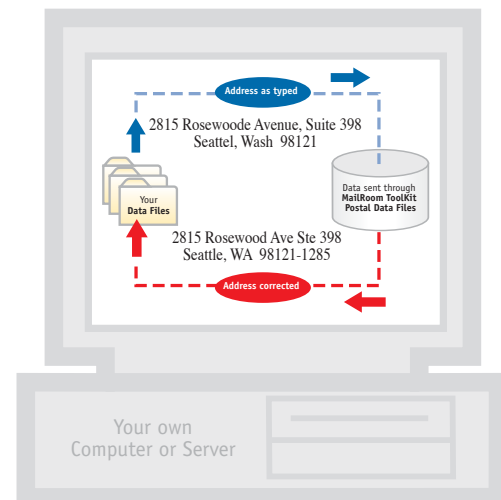 Address as typed
2815 Rosewoode Avenue, Suite 398
Seattel, Wash 98121
Your
Data Files
Data sent through
MailRoom ToolKit
Postal Data Files
2815 Rosewood Ave Ste 398
Seattle, WA 98121-1285
Address corrected
Your own
Computer or Server